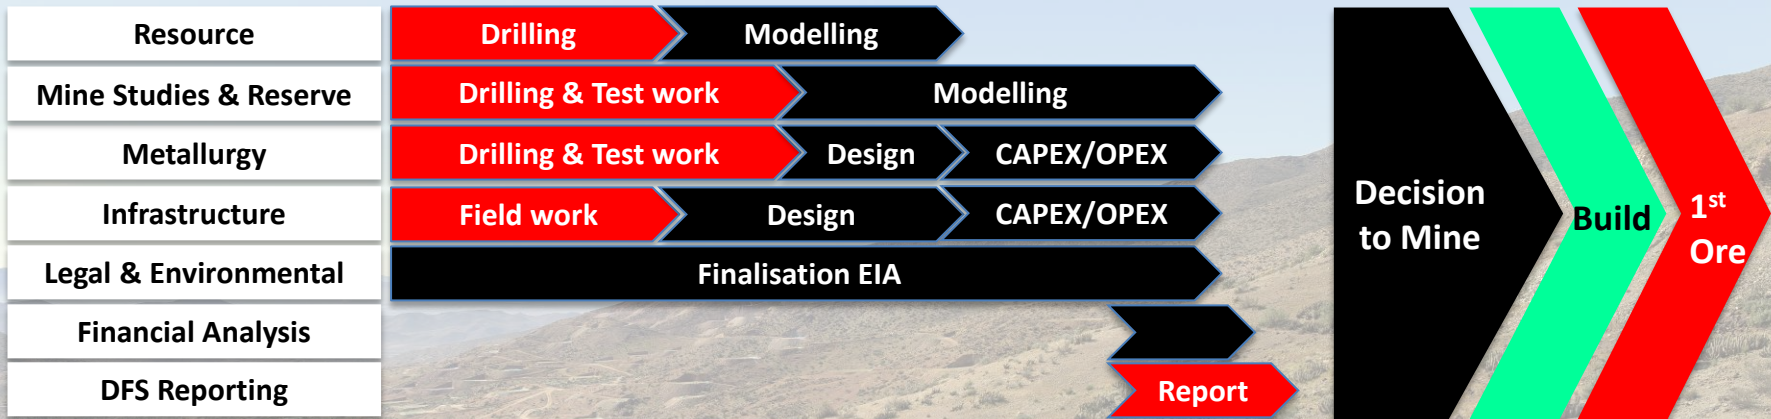 Resource Drilling Modelling
Mine Studies & Reserve Drilling & Test work Modelling
Metallurgy Drilling & Test work Design CAPEX/OPEX
Infrastructure Field work Design CAPEX/OPEX
Legal & Environmental Finalisation EIA
Financial Analysis
DFS Reporting Report
Decision
to Mine
Build
1st
Ore